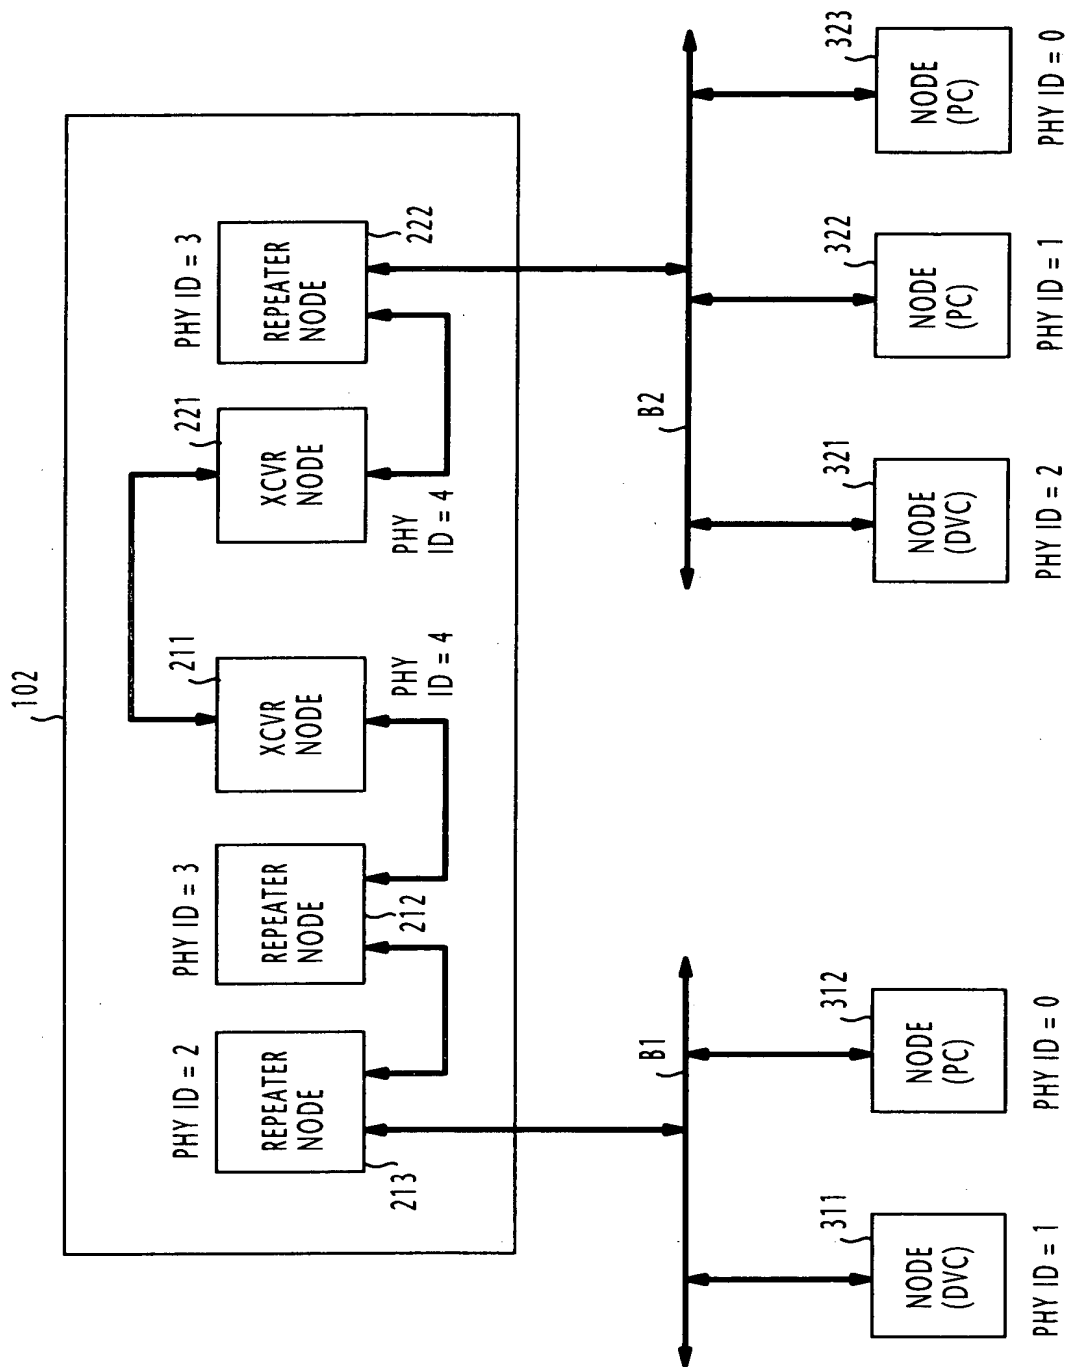 102
PHY ID = 2
REPEATER
NODE
213
PHY ID = 3
REPEATER
NODE
212
211
XCVR
NODE
PHY
ID = 4
221
XCVR
NODE
PHY
ID = 4
PHY ID = 3
REPEATER
NODE
222
B1
311
NODE
(DVC)
PHY ID = 1
312
NODE
(PC)
PHY ID = 0
B2
321
NODE
(DVC)
PHY ID = 2
322
NODE
(PC)
PHY ID = 1
323
NODE
(PC)
PHY ID = 0